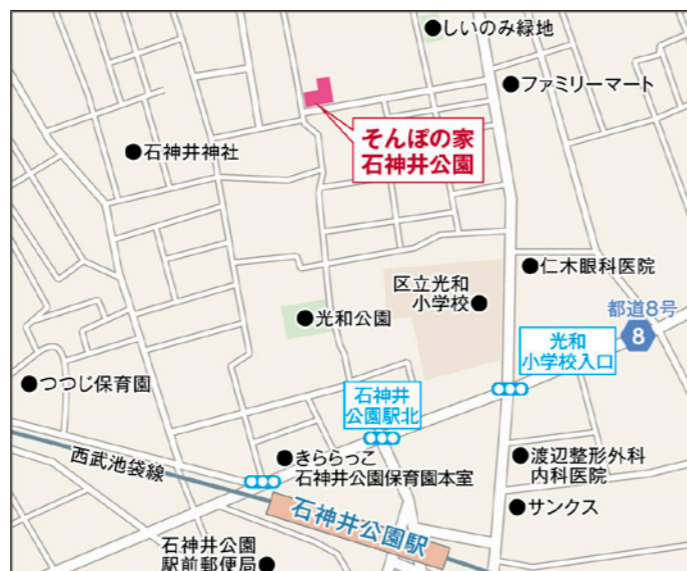 しいのみ緑地
ファミリーマート
そんぽの家
石神井公園
石神井神社
仁木眼科医院
区立光和
小学校
都道8号
8
光和公園
光和
小学校入口
つつじ保育園
石神井
公園駅北
きららっこ
石神井公園保育園本室
渡辺整形外科
内科医院
西武池袋線
サンクス
石神井公園駅
石神井公園
駅前郵便局